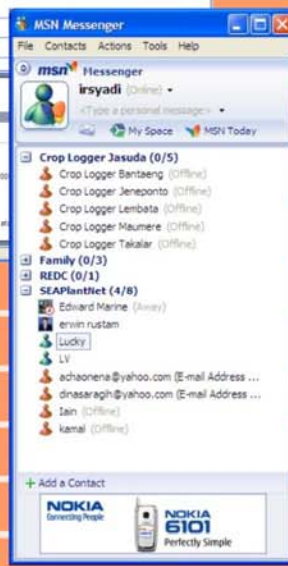 MSN Messenger
File Contacts Actions Tools Help
msn Messenger
irsyadi (Online)
<Type a personal message>
My Space MSN Today
Crop Logger Jasuda (0/5)
Crop Logger Bantaeng (Offline)
Crop Logger Jeneponto (Offline)
Crop Logger Lembata (Offline)
Crop Logger Maumere (Offline)
Crop Logger Takalar (Offline)
Family (0/3)
REDC (0/1)
SEAPlantNet (4/8)
Edward Marine (Away)
erwin rustam
Lucky
LV
achaonena@yahoo.com (E-mail Address ...
dinasaragih@yahoo.com (E-mail Address ...
Iain (Offline)
kamal (Offline)
+ Add a Contact
NOKIA
Connecting People
NOKIA
6101
Perfectly Simple